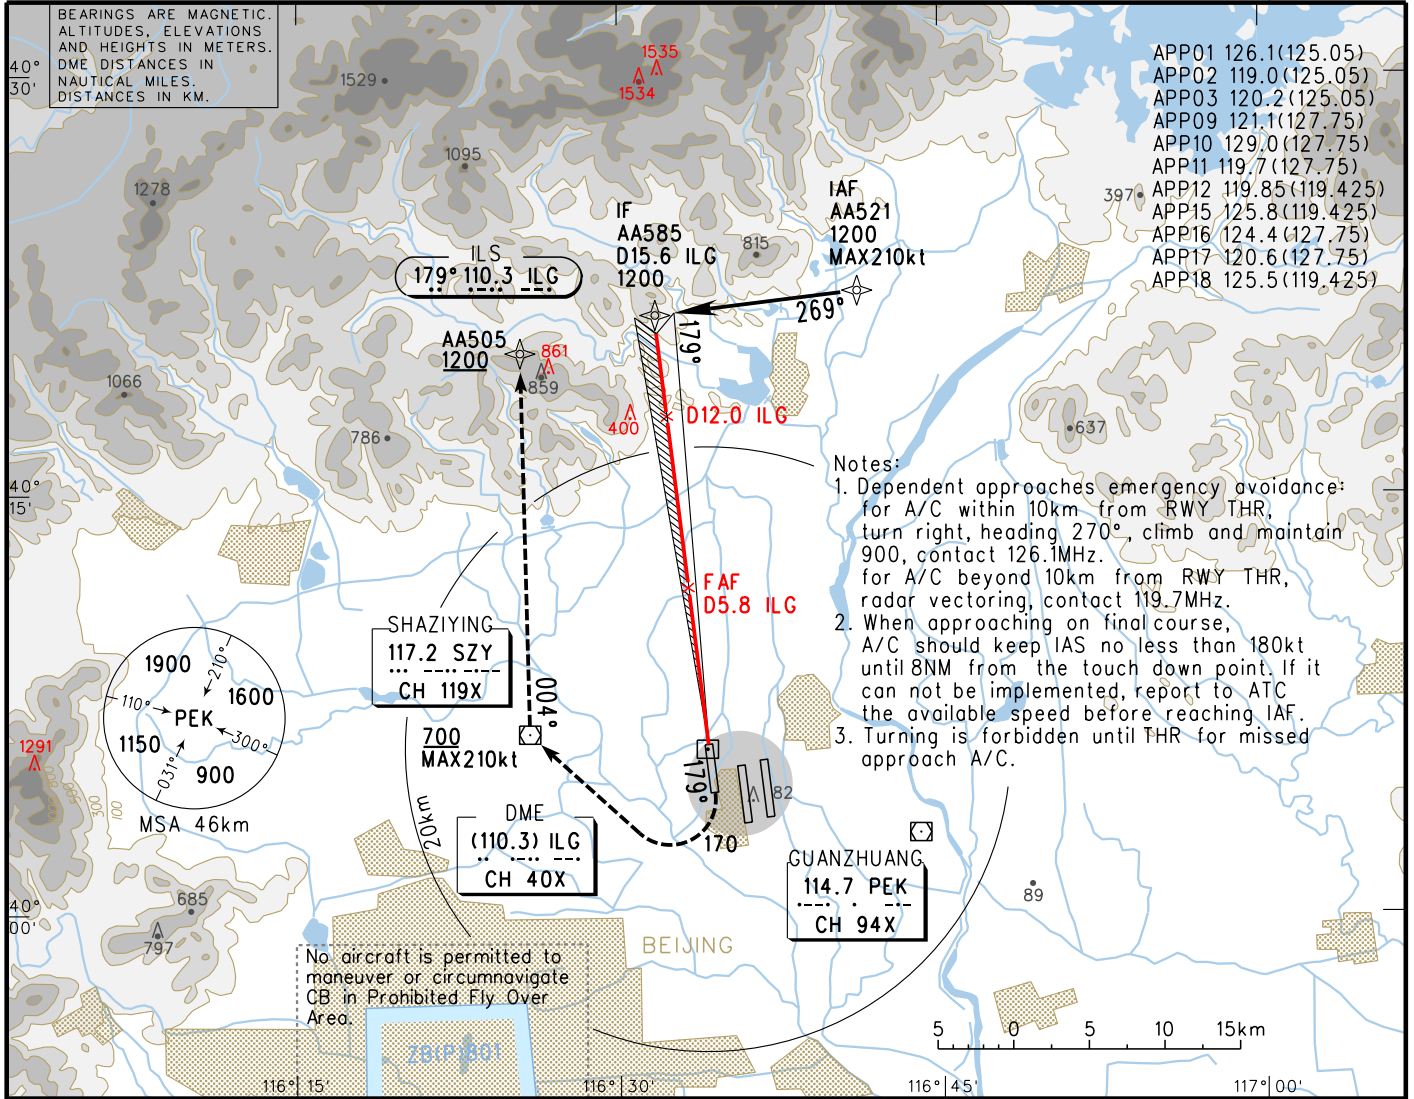 BEARINGS ARE MAGNETIC.
ALTITUDES, ELEVATIONS
AND HEIGHTS IN METERS.
DME DISTANCES IN
NAUTICAL MILES.
DISTANCES IN KM.
40°
30'
1529
1535
1534
1095
1278
APP01 126.1(125.05)
APP02 119.0(125.05)
APP03 120.2(125.05)
APP09 121.1(127.75)
APP10 129.0(127.75)
APP11 119.7(127.75)
APP12 119.85(119.425)
APP15 125.8(119.425)
APP16 124.4(127.75)
APP17 120.6(127.75)
APP18 125.5(119.425)
397
IAF
AA521
1200
MAX210kt
IF
AA585
D15.6 ILG
1200
815
ILS
179° 110.3 ILG
269°
179°
AA505
1200
861
859
1066
400
D12.0 ILG
786
637
40°
15'
Notes:
1. Dependent approaches emergency avoidance:
for A/C within 10km from RWY THR,
turn right, heading 270°, climb and maintain
900, contact 126.1MHz.
for A/C beyond 10km from RWY THR,
radar vectoring, contact 119.7MHz.
2. When approaching on final course,
A/C should keep IAS no less than 180kt
until 8NM from the touch down point. If it
can not be implemented, report to ATC
the available speed before reaching IAF.
3. Turning is forbidden until THR for missed
approach A/C.
FAF
D5.8 ILG
SHAZIYING
117.2 SZY
CH 119X
004°
700
MAX210kt
1900
210°
110°
1600
PEK
1150
300°
031°
900
MSA 46km
1291
900
500
300
100
20km
DME
(110.3) ILG
CH 40X
179°
170
82
GUANZHUANG
114.7 PEK
CH 94X
89
685
797
40°
00'
BEIJING
No aircraft is permitted to
maneuver or circumnavigate
CB in Prohibited Fly Over
Area.
ZB(P)B01
5 0 5 10 15km
116°15' 116°30' 116°45' 117°00'